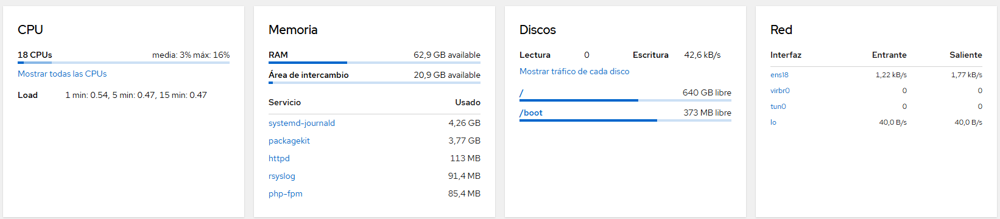 CPU
18 CPUs media: 3% máx: 16%
Mostrar todas las CPUs
Load 1 min: 0.54, 5 min: 0.47, 15 min: 0.47
Memoria
RAM 62,9 GB available
Área de intercambio 20,9 GB available
Servicio Usado
systemd-journald 4,26 GB
packagekit 3,77 GB
httpd 113 MB
rsyslog 91,4 MB
php-fpm 85,4 MB
Discos
Lectura 0 Escritura 42,6 kB/s
Mostrar tráfico de cada disco
/ 640 GB libre
/boot 373 MB libre
Red
Interfaz Entrante Saliente
ens18 1,22 kB/s 1,77 kB/s
virbr0 0 0
tun0 0 0
lo 40,0 B/s 40,0 B/s